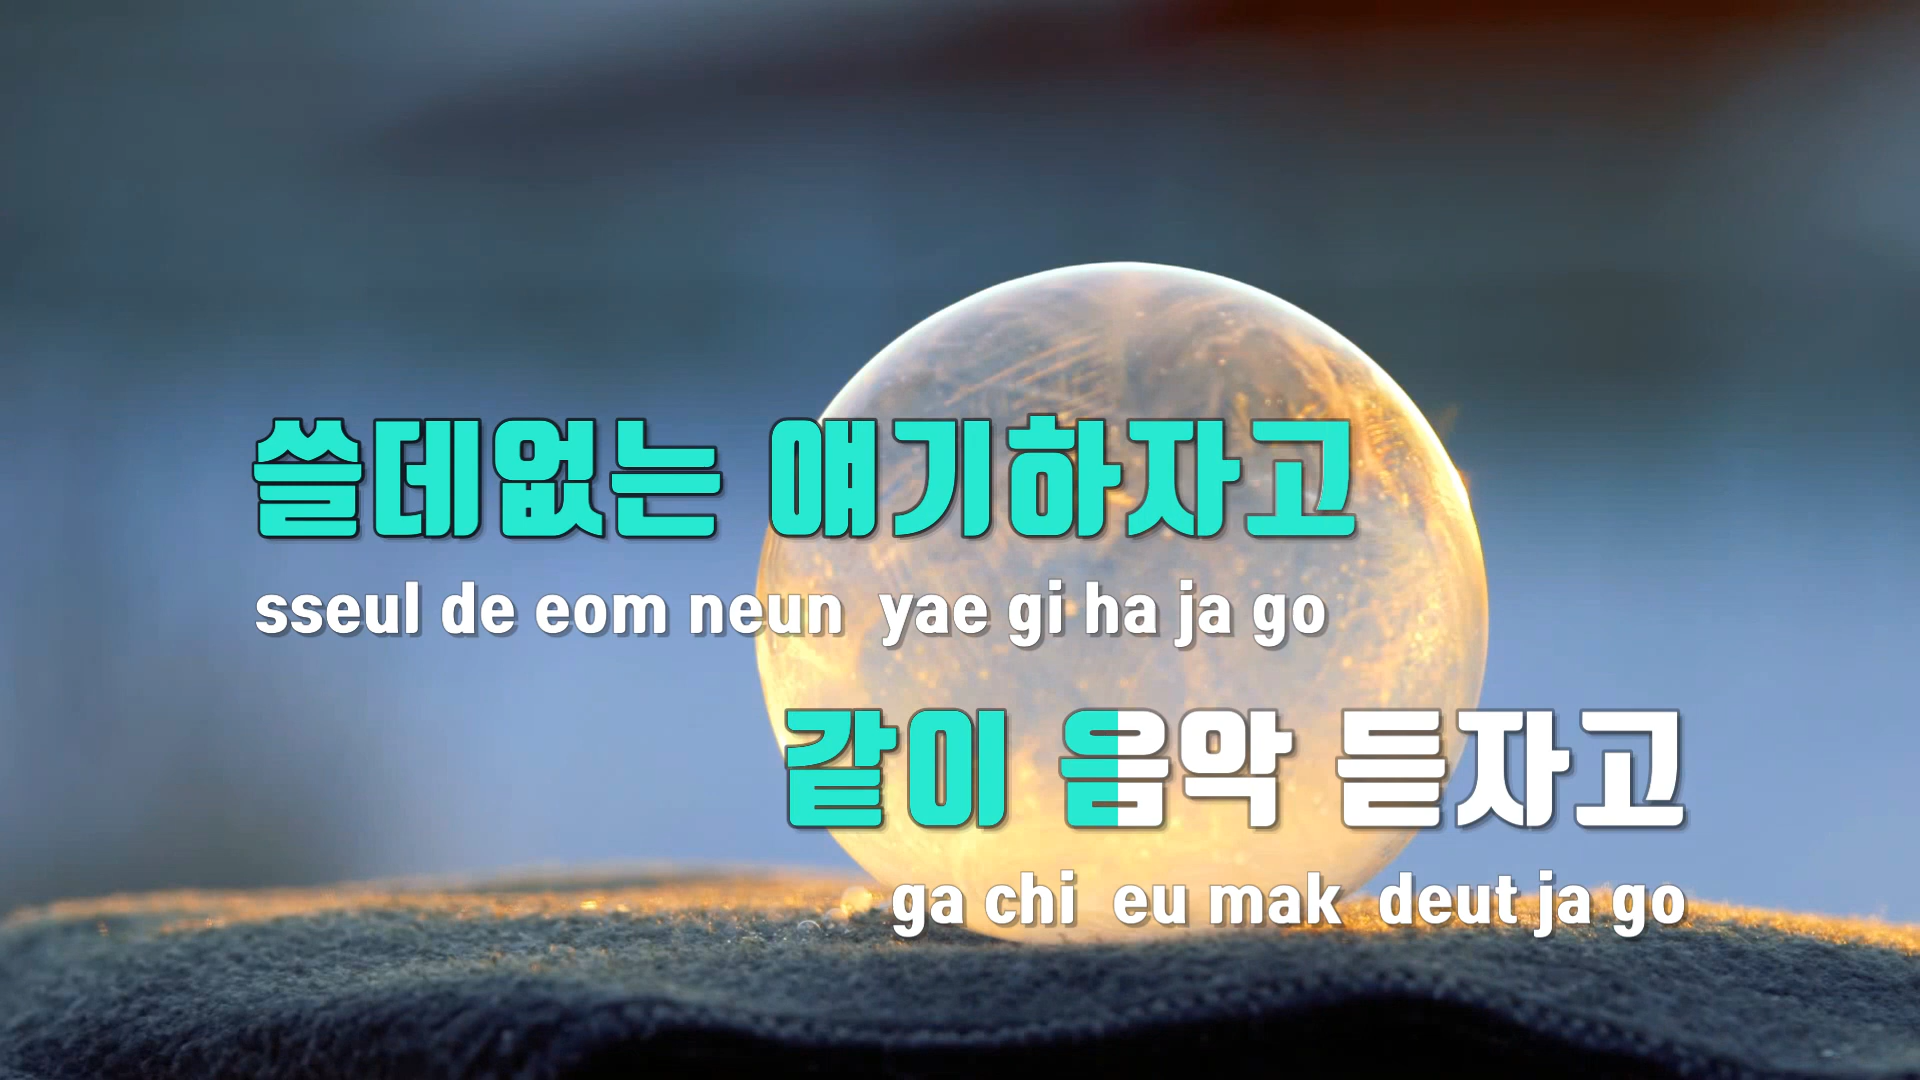 쓸데없는 얘기하자고
sseul de eom neun yae gi ha ja go
같이 음악 듣자고
ga chi eu mak deut ja go